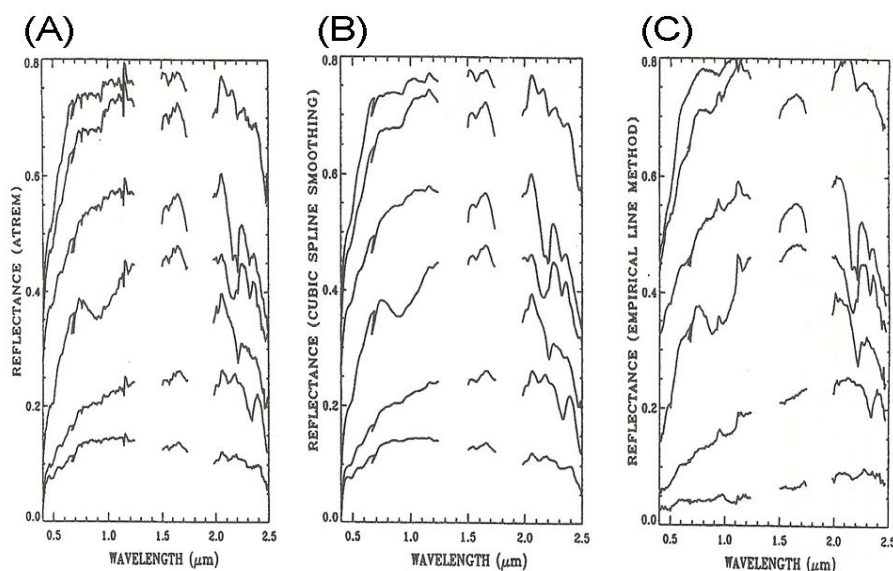 (A) (B) (C)
REFLECTANCE (ATREM)
0.8
0.6
0.4
0.2
0.0
0.5 1.0 1.5 2.0 2.5
WAVELENGTH (μm)
REFLECTANCE (CUBIC SPLINE SMOOTHING)
0.8
0.6
0.4
0.2
0.0
0.5 1.0 1.5 2.0 2.5
WAVELENGTH (μm)
REFLECTANCE (EMPIRICAL LINE METHOD)
0.8
0.6
0.4
0.2
0.0
0.5 1.0 1.5 2.0 2.5
WAVELENGTH (μm)